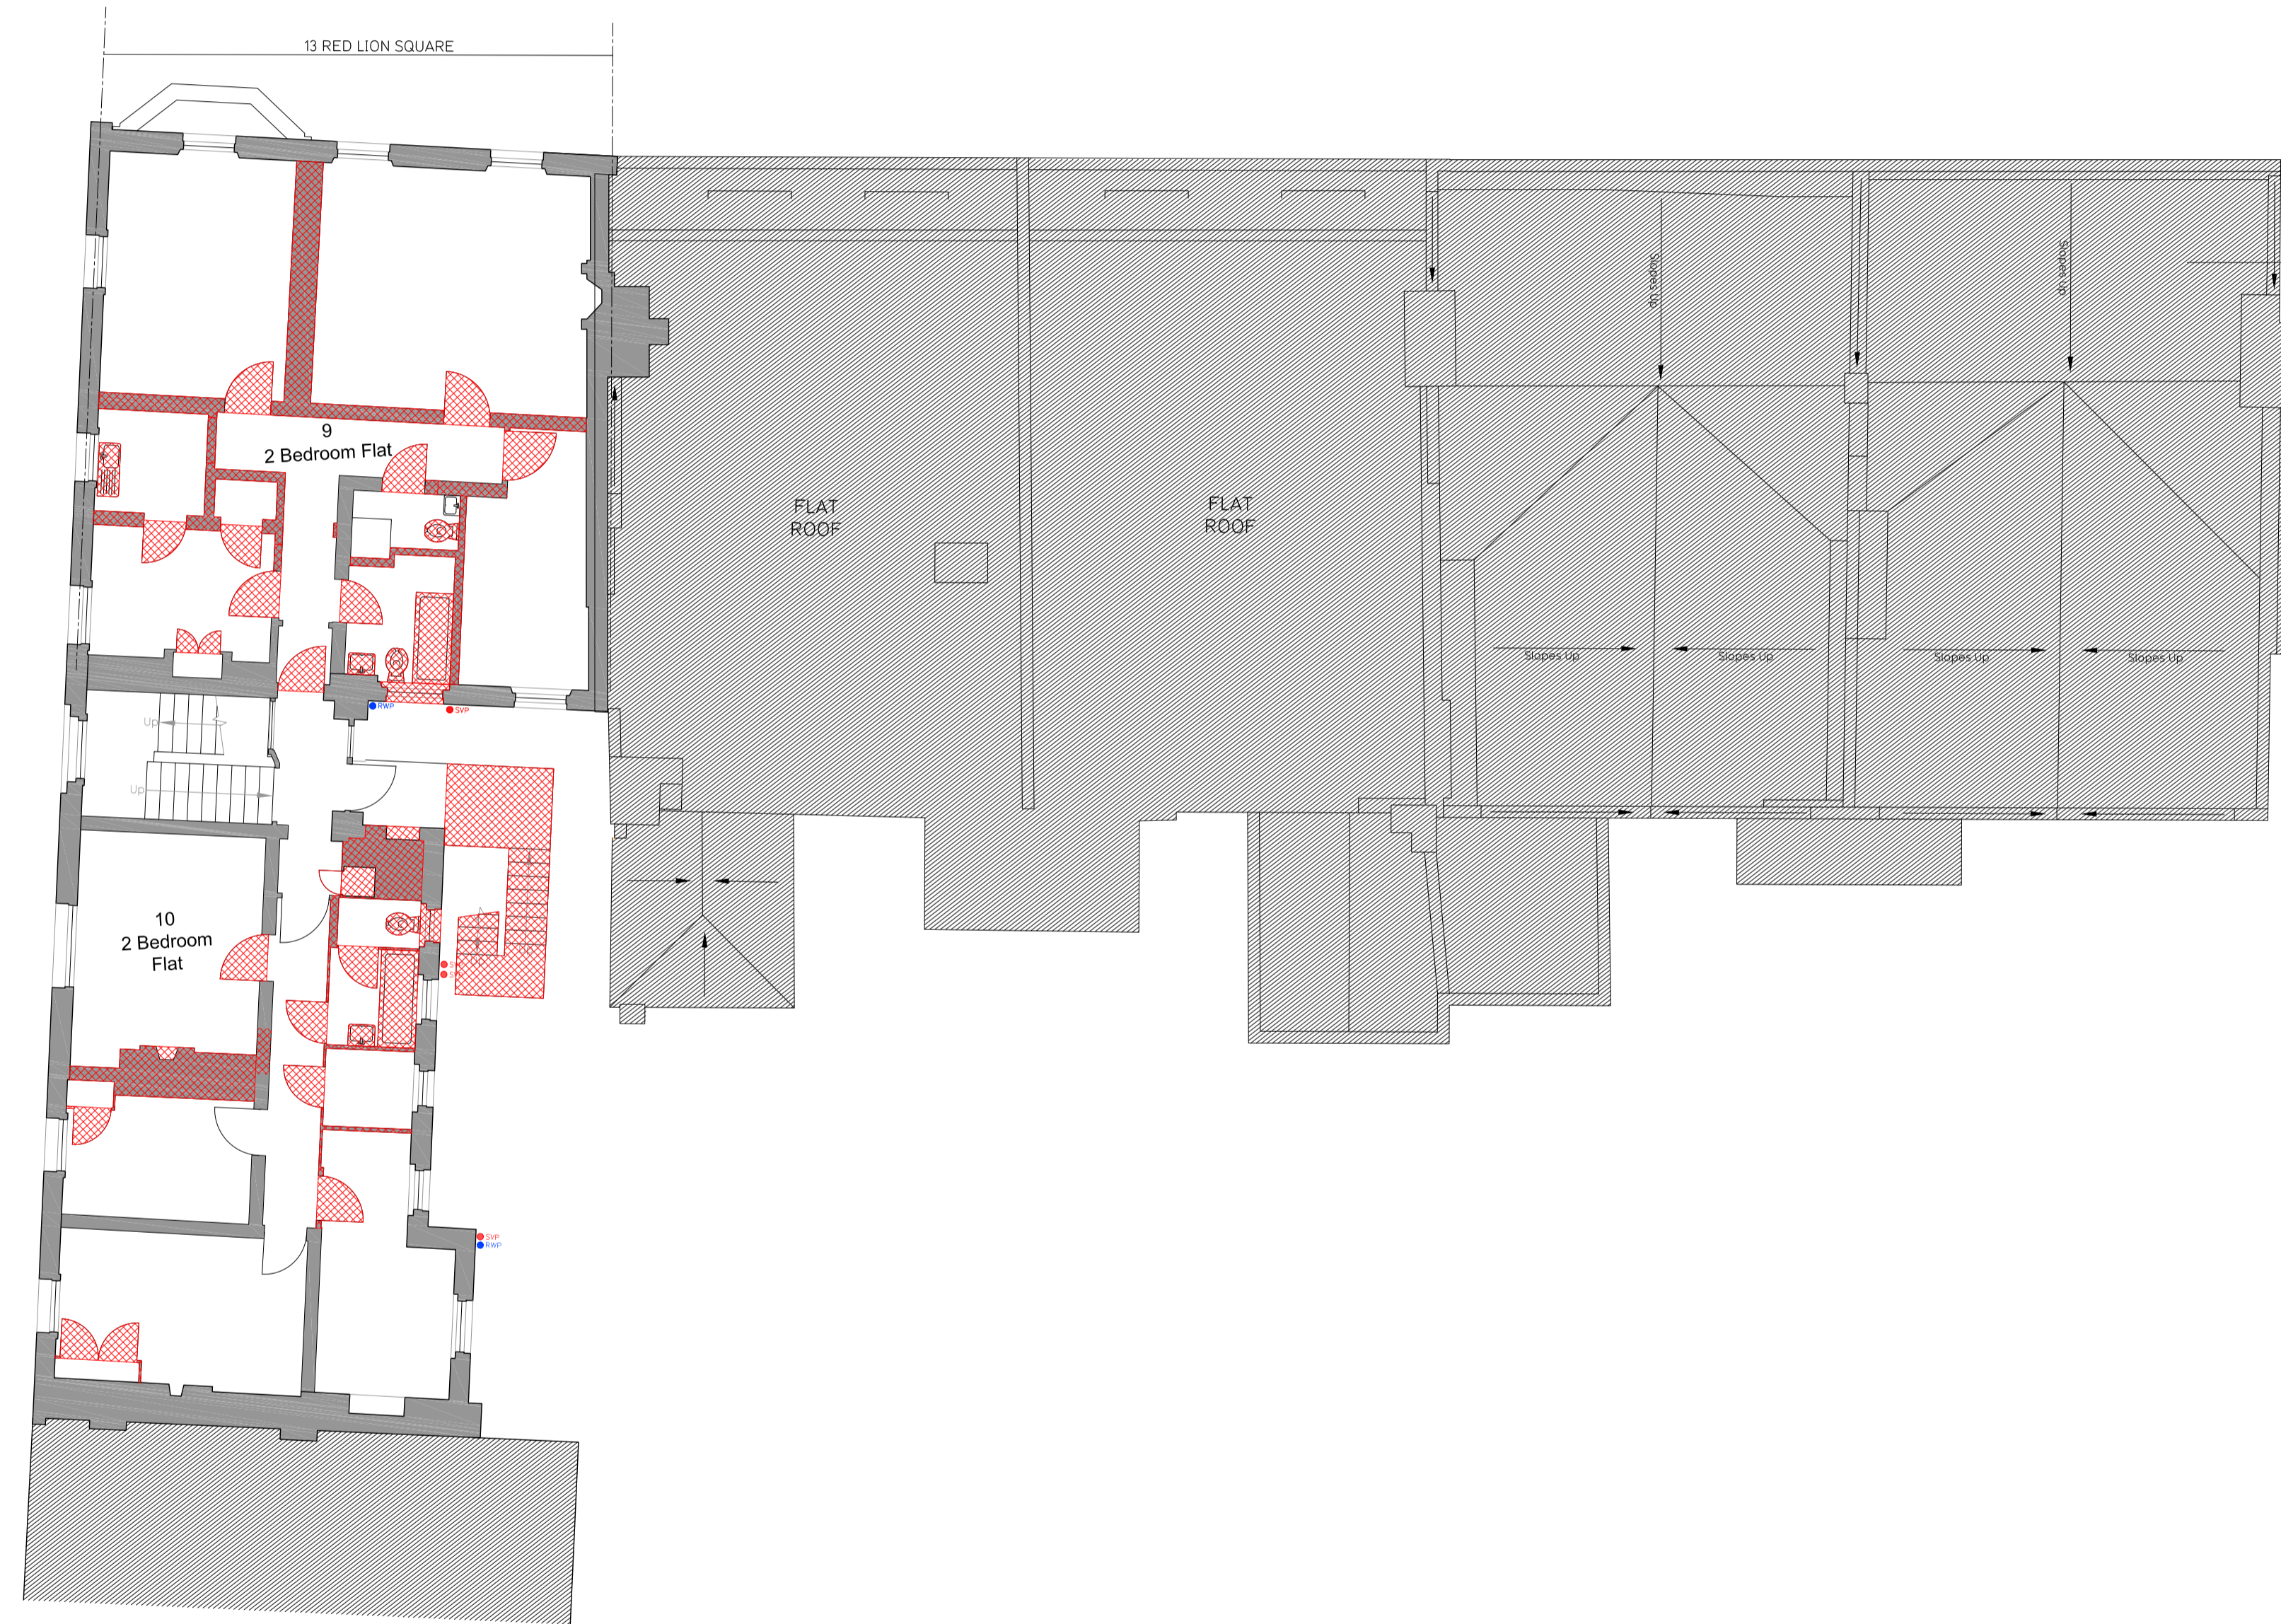 13 RED LION SQUARE
9
2 Bedroom Flat
FLAT
ROOF
FLAT
ROOF
Slopes Up
Slopes Up
Slopes Up
Slopes Up
Slopes Up
Slopes Up
RWP
SVP
Up
Up
10
2 Bedroom
Flat
SVP
RWP